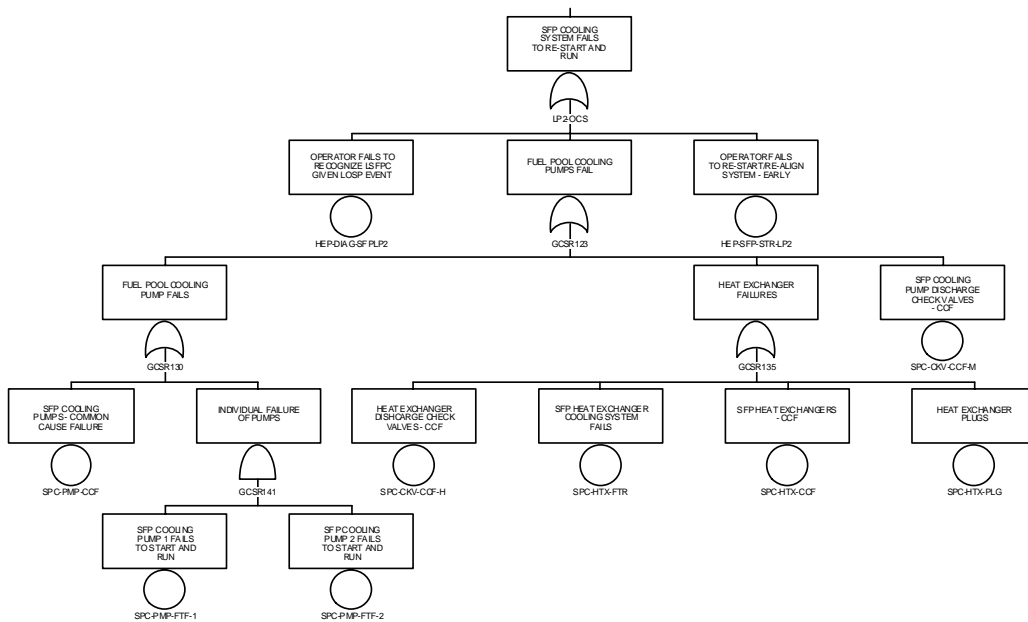 SFP COOLING
SYSTEM FAILS
TO RE-START AND
RUN
LP2-OCS
OPERATOR FAILS TO
RECOGNIZE LSFPC
GIVEN LOSP EVENT
HEP-DIAG-SFPLP2
FUEL POOL COOLING
PUMPS FAIL
GCSR123
OPERATOR FAILS
TO RE-START/RE-ALIGN
SYSTEM - EARLY
HEP-SFP-STR-LP2
FUEL POOL COOLING
PUMP FAILS
GCSR130
HEAT EXCHANGER
FAILURES
GCSR135
SFP COOLING
PUMP DISCHARGE
CHECK VALVES
- CCF
SPC-CKV-CCF-M
SFP COOLING
PUMPS - COMMON
CAUSE FAILURE
SPC-PMP-CCF
INDIVIDUAL FAILURE
OF PUMPS
GCSR141
HEAT EXCHANGER
DISHCARGE CHECK
VALVES - CCF
SPC-CKV-CCF-H
SFP HEAT EXCHANGER
COOLING SYSTEM
FAILS
SPC-HTX-FTR
SFP HEAT EXCHANGERS
- CCF
SPC-HTX-CCF
HEAT EXCHANGER
PLUGS
SPC-HTX-PLG
SFP COOLING
PUMP 1 FAILS
TO START AND
RUN
SPC-PMP-FTF-1
SFP COOLING
PUMP 2 FAILS
TO START AND
RUN
SPC-PMP-FTF-2